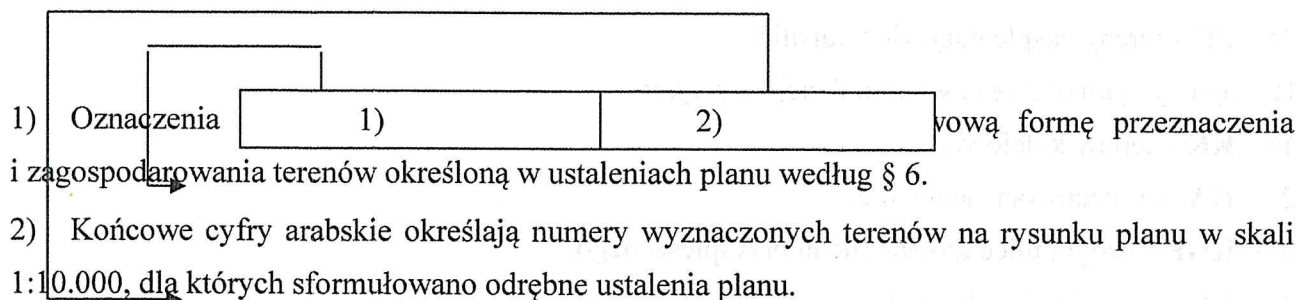 1) Oznaczenia 1) 2) wową formę przeznaczenia
i zagospodarowania terenów określoną w ustaleniach planu według § 6.
2) Końcowe cyfry arabskie określają numery wyznaczonych terenów na rysunku planu w skali
1:10.000, dla których sformułowano odrębne ustalenia planu.